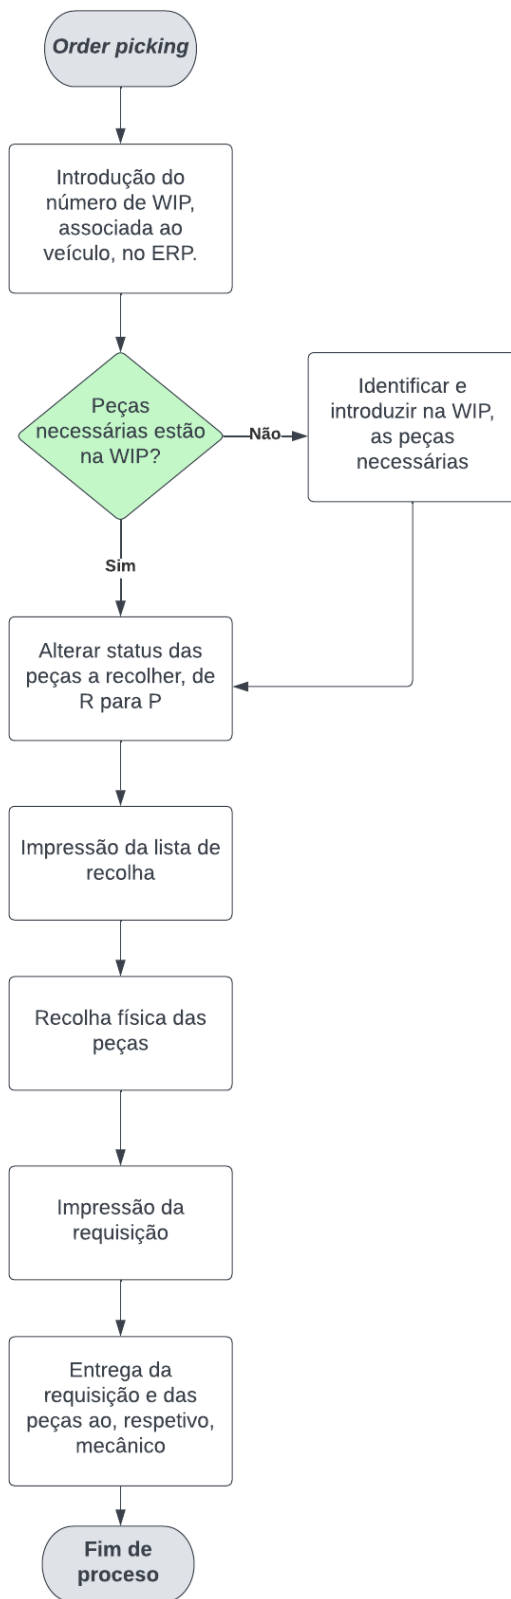 Order picking
Introdução do
número de WIP,
associada ao
veículo, no ERP.
Peças
necessárias estão
na WIP?
Não
Identificar e
introduzir na WIP,
as peças
necessárias
Sim
Alterar status das
peças a recolher, de
R para P
Impressão da lista de
recolha
Recolha física das
peças
Impressão da
requisição
Entrega da
requisição e das
peças ao, respetivo,
mecânico
Fim de
proceso